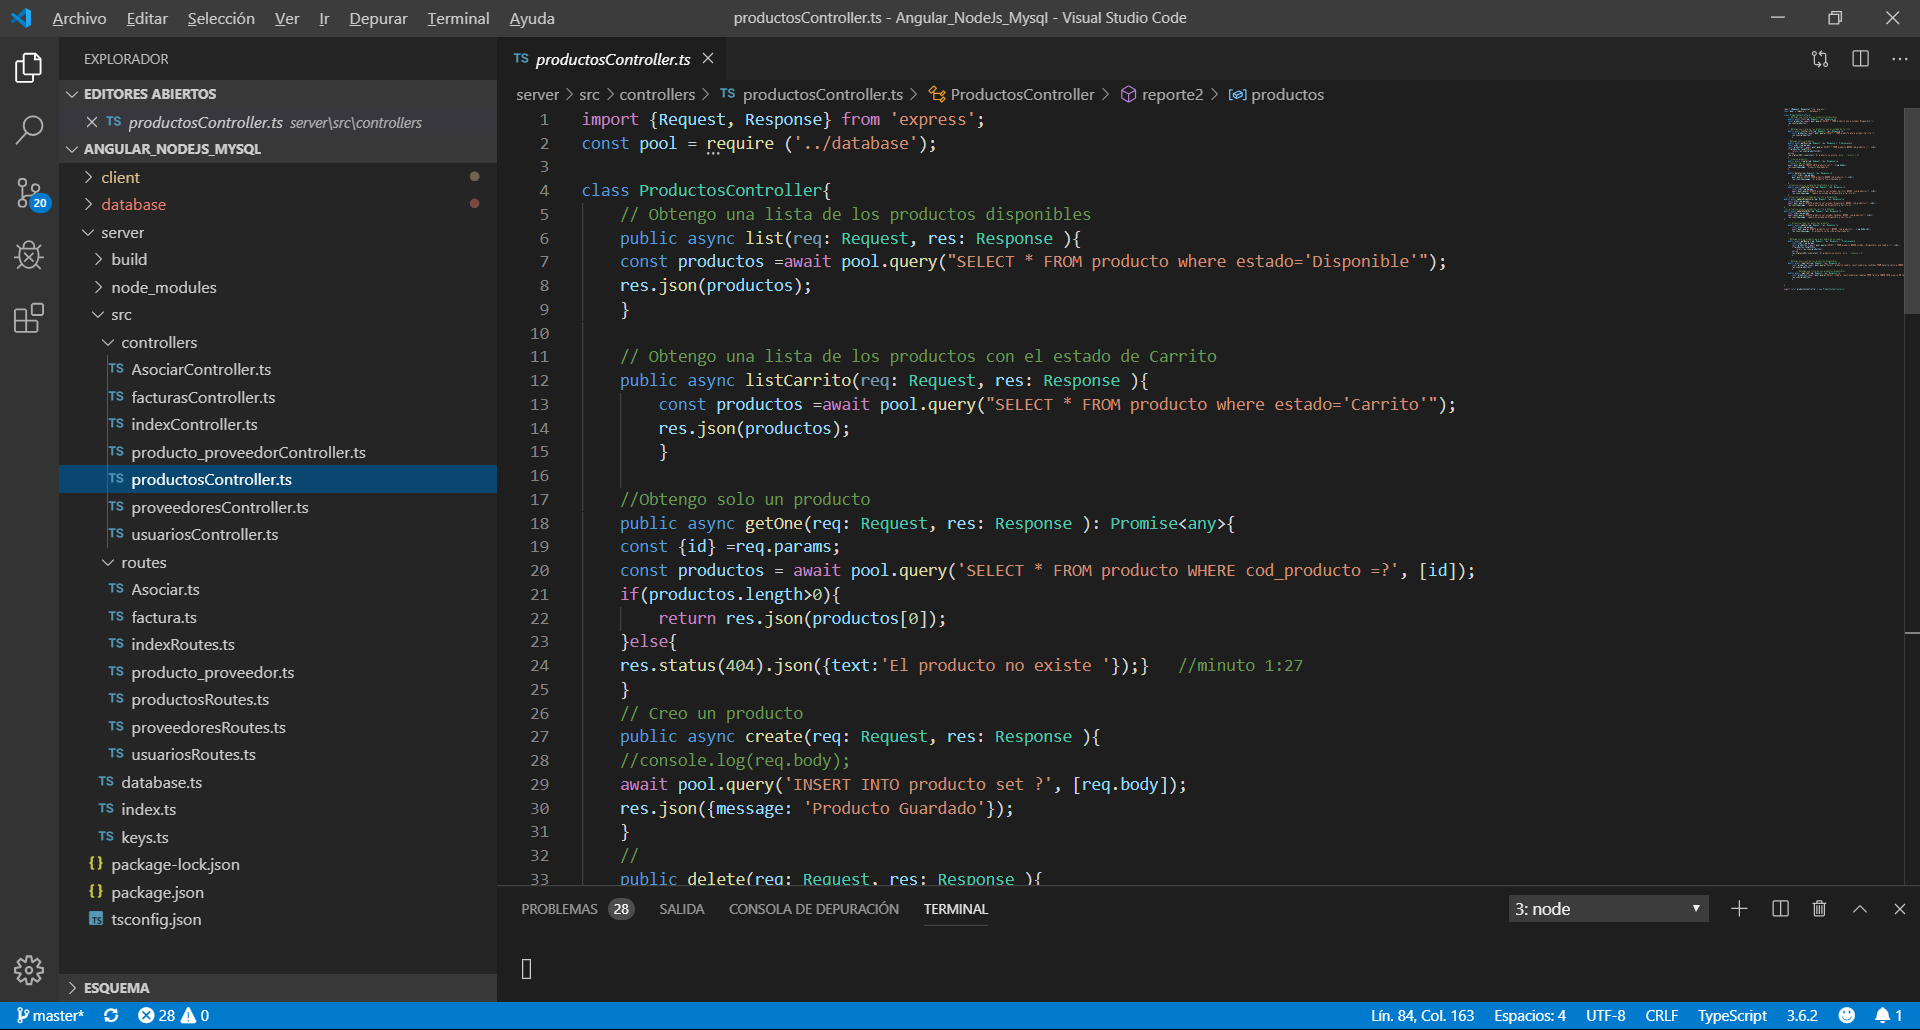 Archivo Editar Selección Ver Ir Depurar Terminal Ayuda
productosController.ts - Angular_NodeJs_Mysql - Visual Studio Code
EXPLORADOR
EDITORES ABIERTOS
TS productosController.ts server\src\controllers
ANGULAR_NODEJS_MYSQL
client
database
server
build
node_modules
src
controllers
TS AsociarController.ts
TS facturasController.ts
TS indexController.ts
TS producto_proveedorController.ts
TS productosController.ts
TS proveedoresController.ts
TS usuariosController.ts
routes
TS Asociar.ts
TS factura.ts
TS indexRoutes.ts
TS producto_proveedor.ts
TS productosRoutes.ts
TS proveedoresRoutes.ts
TS usuariosRoutes.ts
TS database.ts
TS index.ts
TS keys.ts
{} package-lock.json
{} package.json
TS tsconfig.json
ESQUEMA
20
TS productosController.ts
server > src > controllers > TS productosController.ts > ProductosController > reporte2 > productos
1 import {Request, Response} from 'express';
2 const pool = require ('../database');
3
4 class ProductosController{
5 // Obtengo una lista de los productos disponibles
6 public async list(req: Request, res: Response ){
7 const productos =await pool.query("SELECT * FROM producto where estado='Disponible'");
8 res.json(productos);
9 }
10
11 // Obtengo una lista de los productos con el estado de Carrito
12 public async listCarrito(req: Request, res: Response ){
13 const productos =await pool.query("SELECT * FROM producto where estado='Carrito'");
14 res.json(productos);
15 }
16
17 //Obtengo solo un producto
18 public async getOne(req: Request, res: Response ): Promise<any>{
19 const {id} =req.params;
20 const productos = await pool.query('SELECT * FROM producto WHERE cod_producto =?', [id]);
21 if(productos.length>0){
22 return res.json(productos[0]);
23 }else{
24 res.status(404).json({text:'El producto no existe '});} //minuto 1:27
25 }
26 // Creo un producto
27 public async create(req: Request, res: Response ){
28 //console.log(req.body);
29 await pool.query('INSERT INTO producto set ?', [req.body]);
30 res.json({message: 'Producto Guardado'});
31 }
32 //
33 public delete(req: Request, res: Response ){
PROBLEMAS 28 SALIDA CONSOLA DE DEPURACIÓN TERMINAL 3: node
master* 28 0 Lín. 84, Col. 163 Espacios: 4 UTF-8 CRLF TypeScript 3.6.2 1